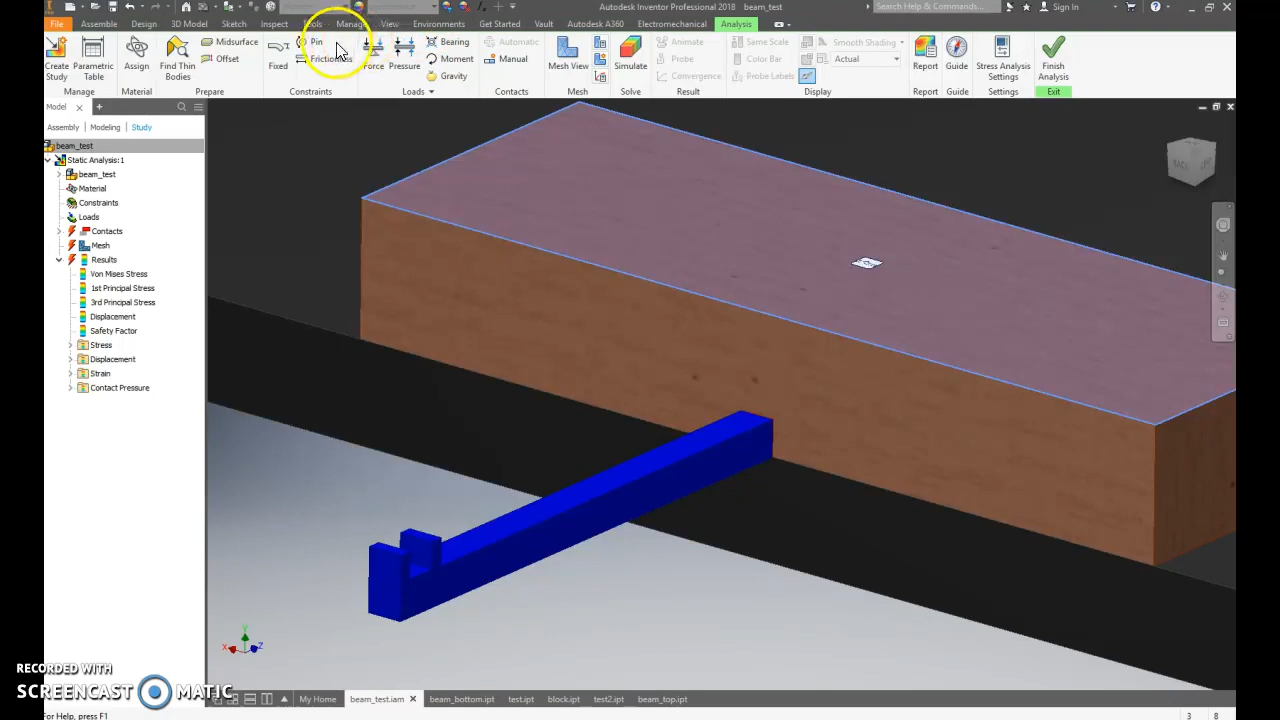 Autodesk Inventor Professional 2018 beam_test
Search Help & Commands...
Sign In
File Assemble Design 3D Model Sketch Inspect Tools Manage View Environments Get Started Vault Autodesk A360 Electromechanical Analysis
Create Study
Parametric Table
Assign
Find Thin Bodies
Midsurface
Offset
Fixed
Pin
Frictionless
Force
Pressure
Bearing
Moment
Gravity
Automatic
Manual
Mesh View
Simulate
Animate
Probe
Convergence
Same Scale
Color Bar
Probe Labels
Smooth Shading
Actual
Report
Guide
Stress Analysis Settings
Finish Analysis
Manage Material Prepare Constraints Loads Contacts Mesh Solve Result Display Report Guide Settings Exit
Model
Assembly Modeling Study
beam_test
Static Analysis:1
beam_test
Material
Constraints
Loads
Contacts
Mesh
Results
Von Mises Stress
1st Principal Stress
3rd Principal Stress
Displacement
Safety Factor
Stress
Displacement
Strain
Contact Pressure
BACK
Y
X
Z
RECORDED WITH
SCREENCAST MATIC
My Home beam_test.iam beam_bottom.ipt test.ipt block.ipt test2.ipt beam_top.ipt
For Help, press F1
3 8